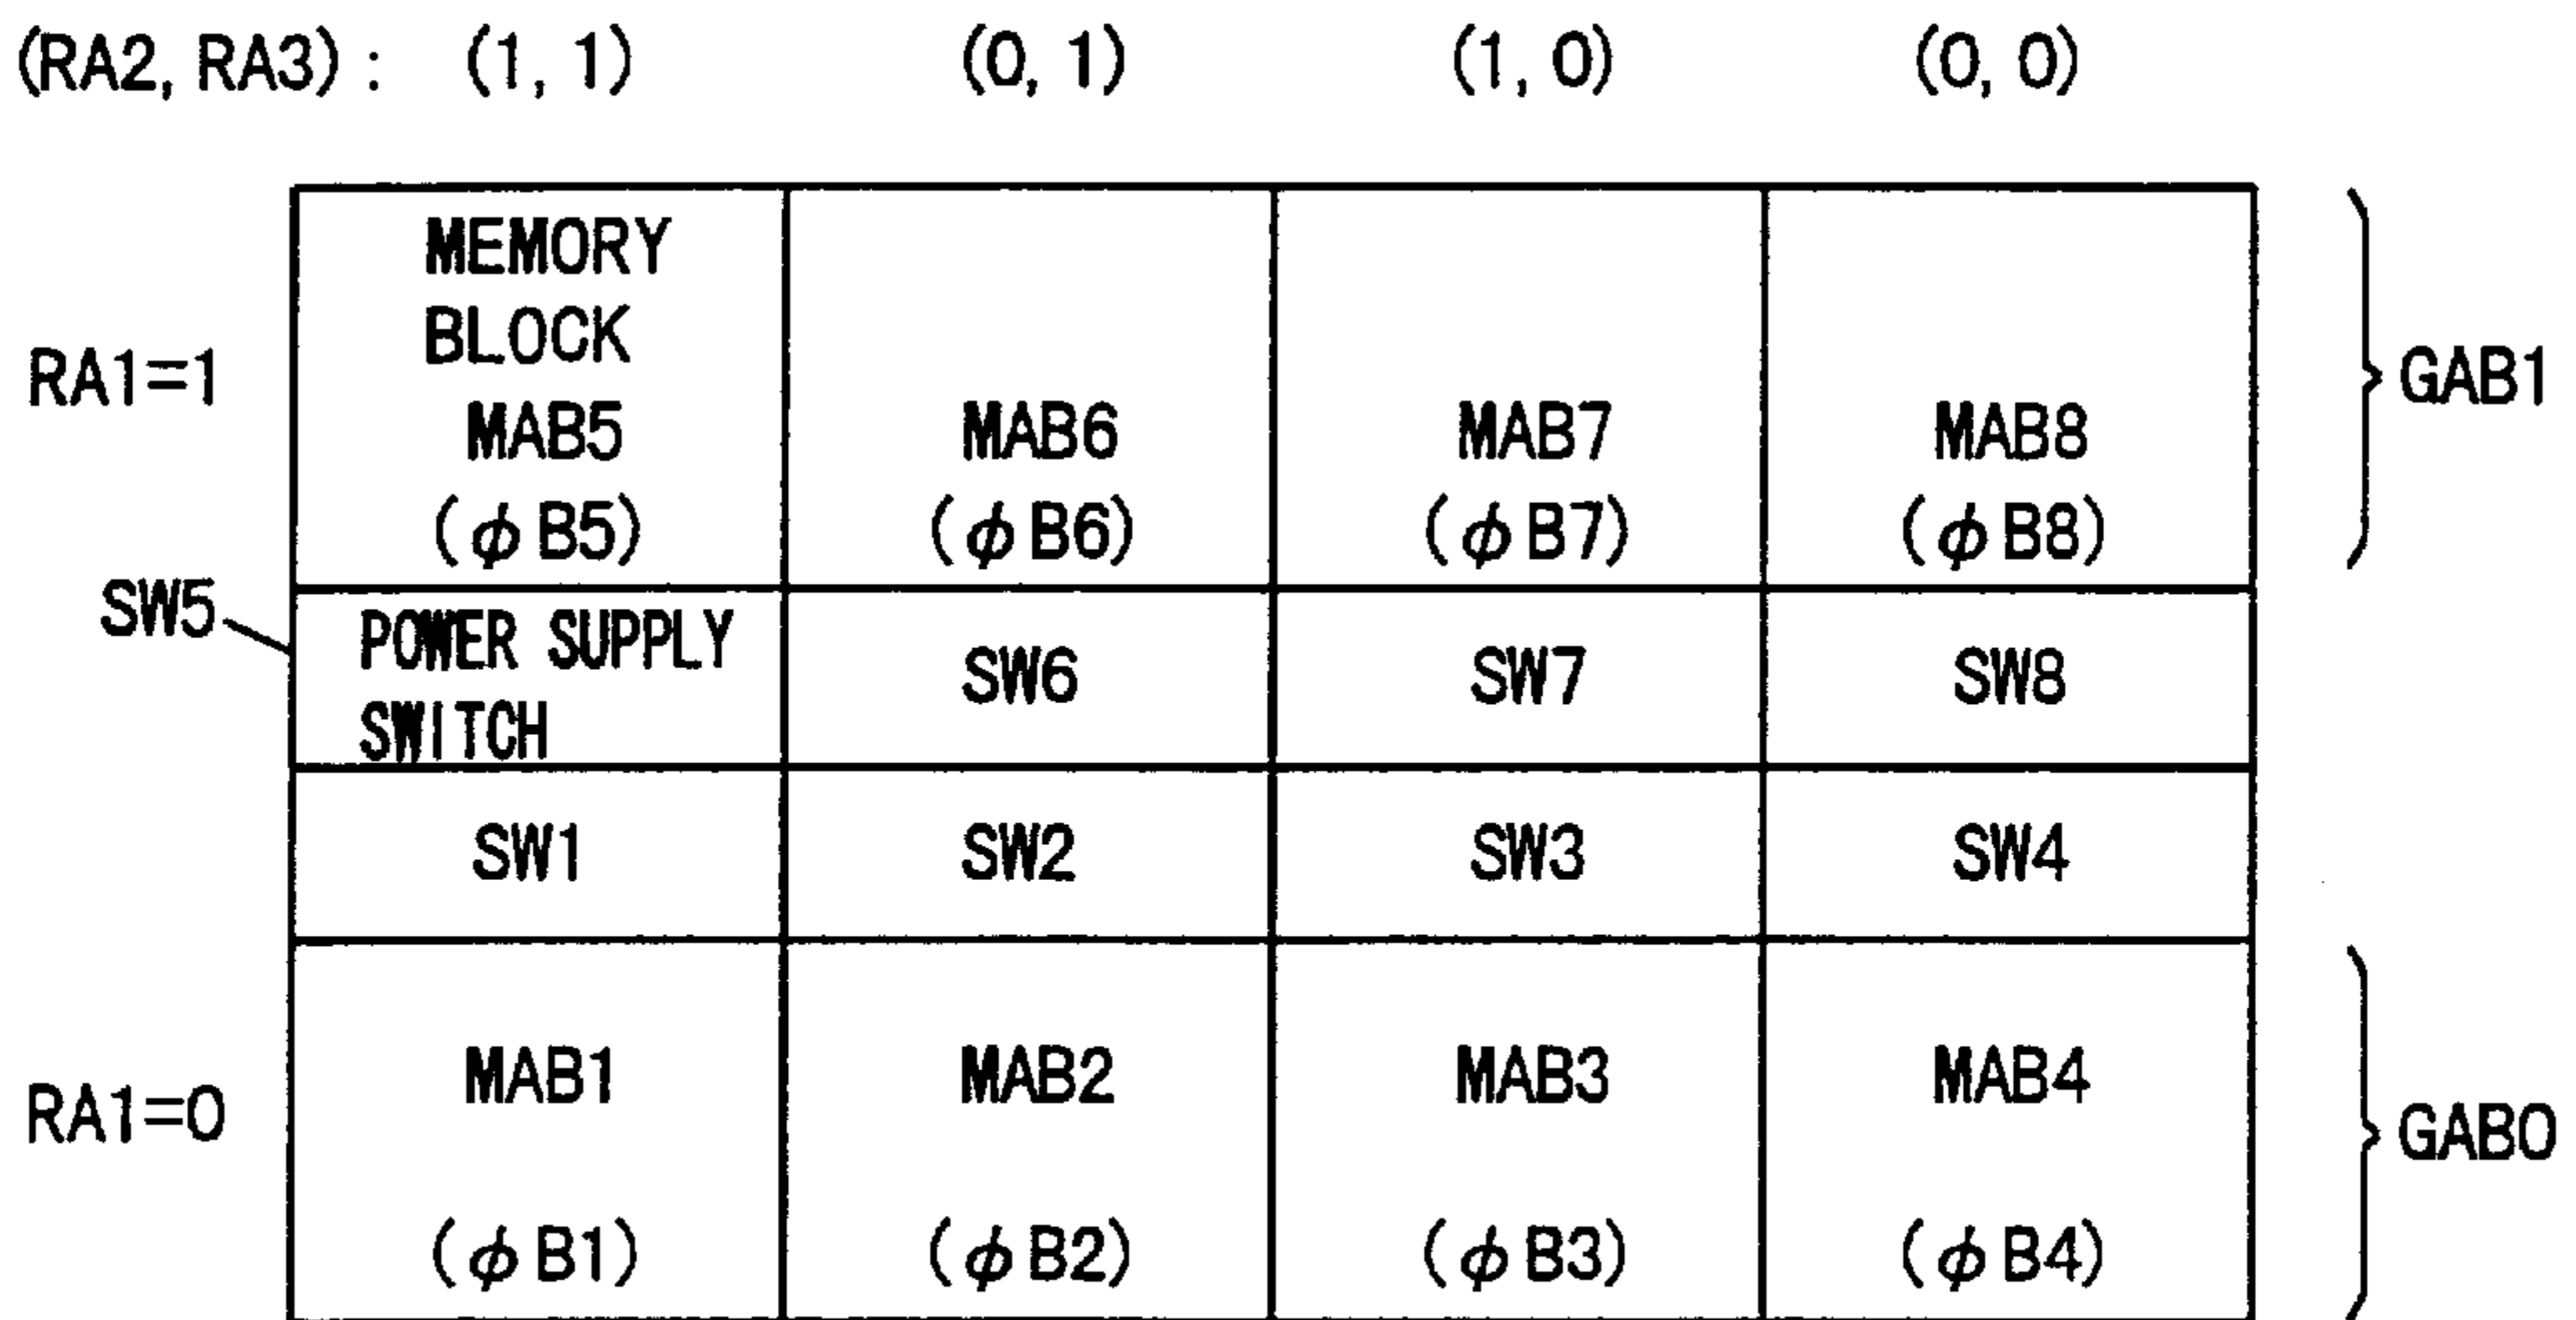 (RA2, RA3) : (1, 1) (0, 1) (1, 0) (0, 0)
MEMORY
BLOCK
RA1=1 GAB1
MAB5 MAB6 MAB7 MAB8
(φB5) (φB6) (φB7) (φB8)
SW5
POWER SUPPLY
SWITCH
SW6 SW7 SW8
SW1 SW2 SW3 SW4
MAB1 MAB2 MAB3 MAB4
RA1=0 GAB0
(φB1) (φB2) (φB3) (φB4)